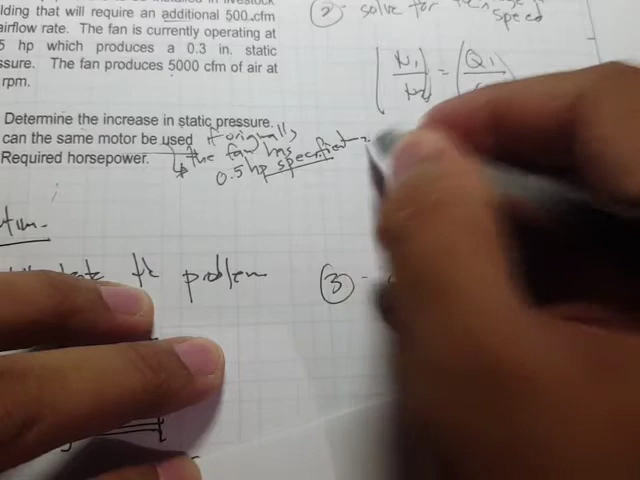 lding that will require an additional 500 cfm
airflow rate. The fan is currently operating at
5 hp which produces a 0.3 in. static
ssure. The fan produces 5000 cfm of air at
rpm.
Determine the increase in static pressure.
can the same motor be used if originally
the fan has
0.5 hp specified
Required horsepower.
problem
② solve for
speed
N₁ = Q₁
③